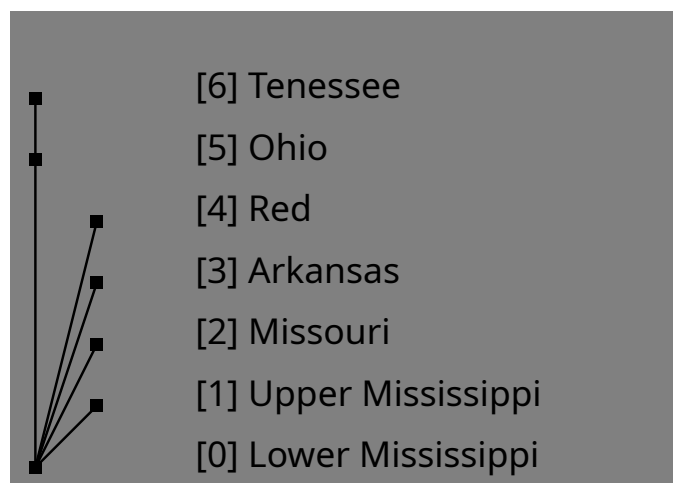 [6] Tenessee
[5] Ohio
[4] Red
[3] Arkansas
[2] Missouri
[1] Upper Mississippi
[0] Lower Mississippi